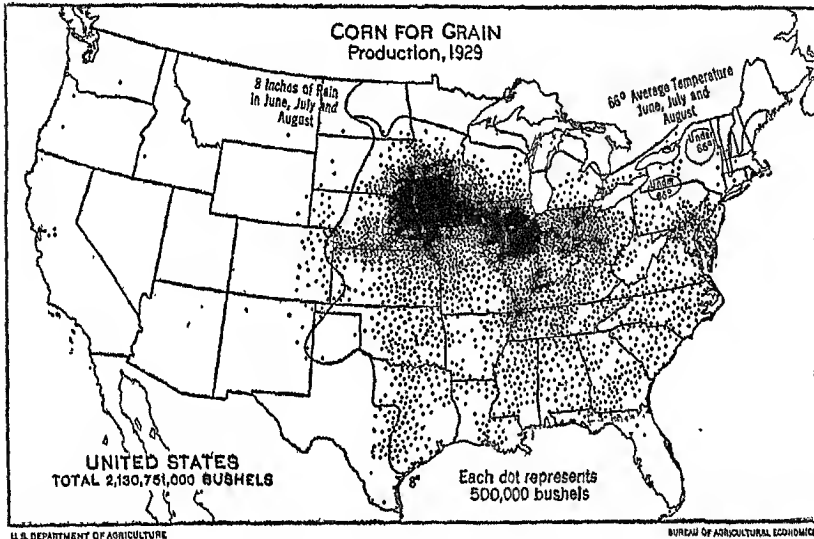 CORN FOR GRAIN
Production, 1929
8 Inches of Rain
in June, July and
August
66° Average Temperature
June, July and
August
Under
66°
Under
66°
UNITED STATES
TOTAL 2,130,751,000 BUSHELS
8"
Each dot represents
500,000 bushels
U.S. DEPARTMENT OF AGRICULTURE
BUREAU OF AGRICULTURAL ECONOMICS